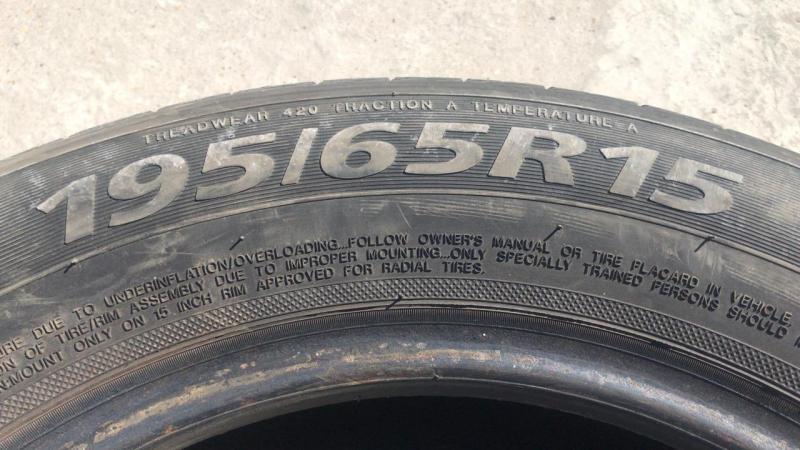 TREADWEAR 420 TRACTION A TEMPERATURE A
195/65R15
DUE TO UNDERINFLATION/OVERLOADING...FOLLOW OWNER'S MANUAL OR TIRE PLACARD IN VEHICLE.
OF TIRE/RIM ASSEMBLY DUE TO IMPROPER MOUNTING...ONLY SPECIALLY TRAINED PERSONS SHOULD
MOUNT ONLY ON 15 INCH RIM APPROVED FOR RADIAL TIRES.